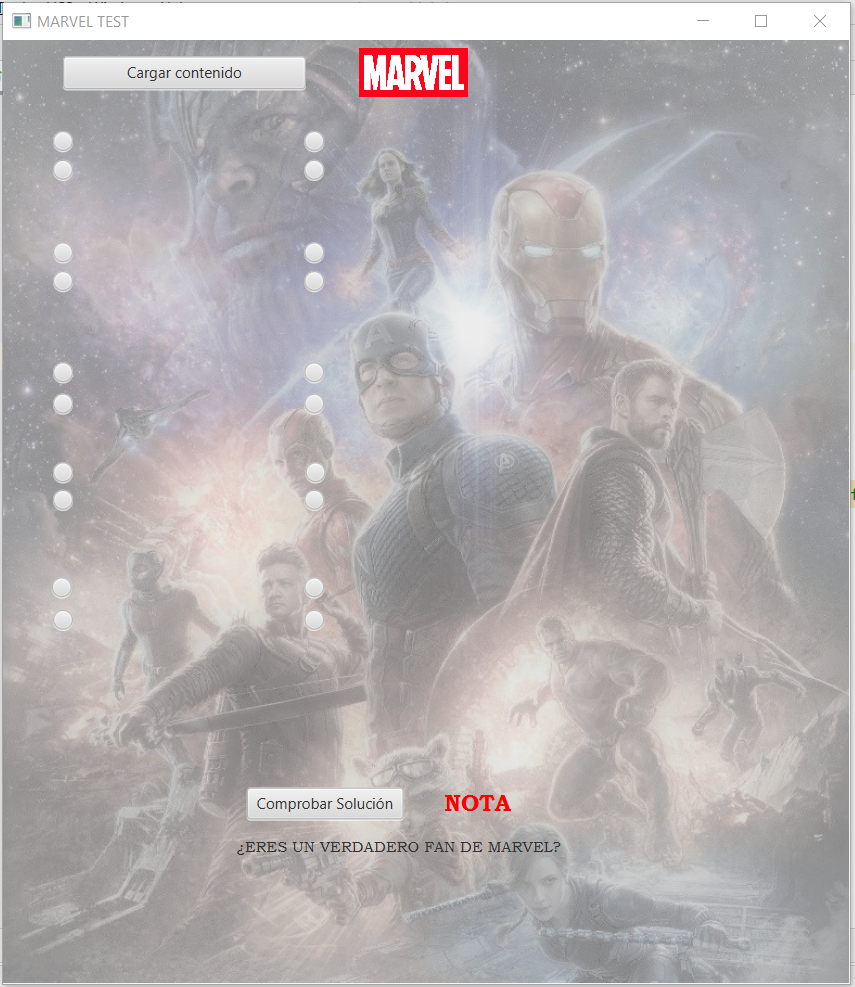 MARVEL TEST
Cargar contenido
MARVEL
Comprobar Solución
NOTA
¿ERES UN VERDADERO FAN DE MARVEL?